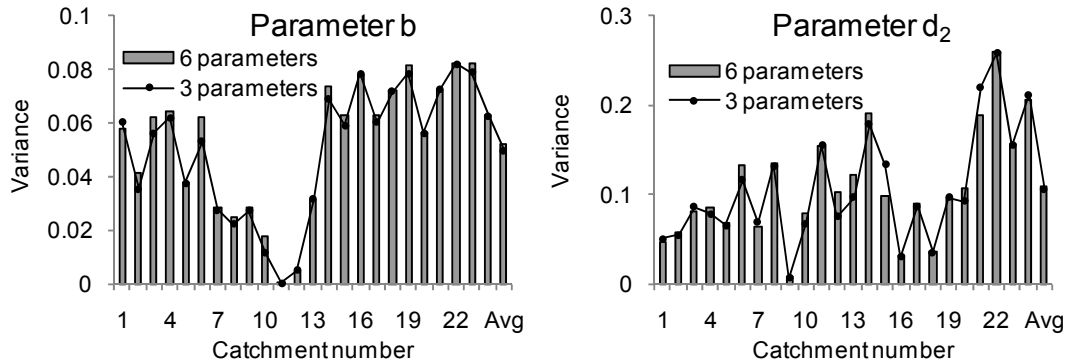 Parameter b
6 parameters
3 parameters
Variance
0.1
0.08
0.06
0.04
0.02
0
1 4 7 10 13 16 19 22 Avg
Catchment number
Parameter d₂
6 parameters
3 parameters
Variance
0.3
0.2
0.1
0
1 4 7 10 13 16 19 22 Avg
Catchment number